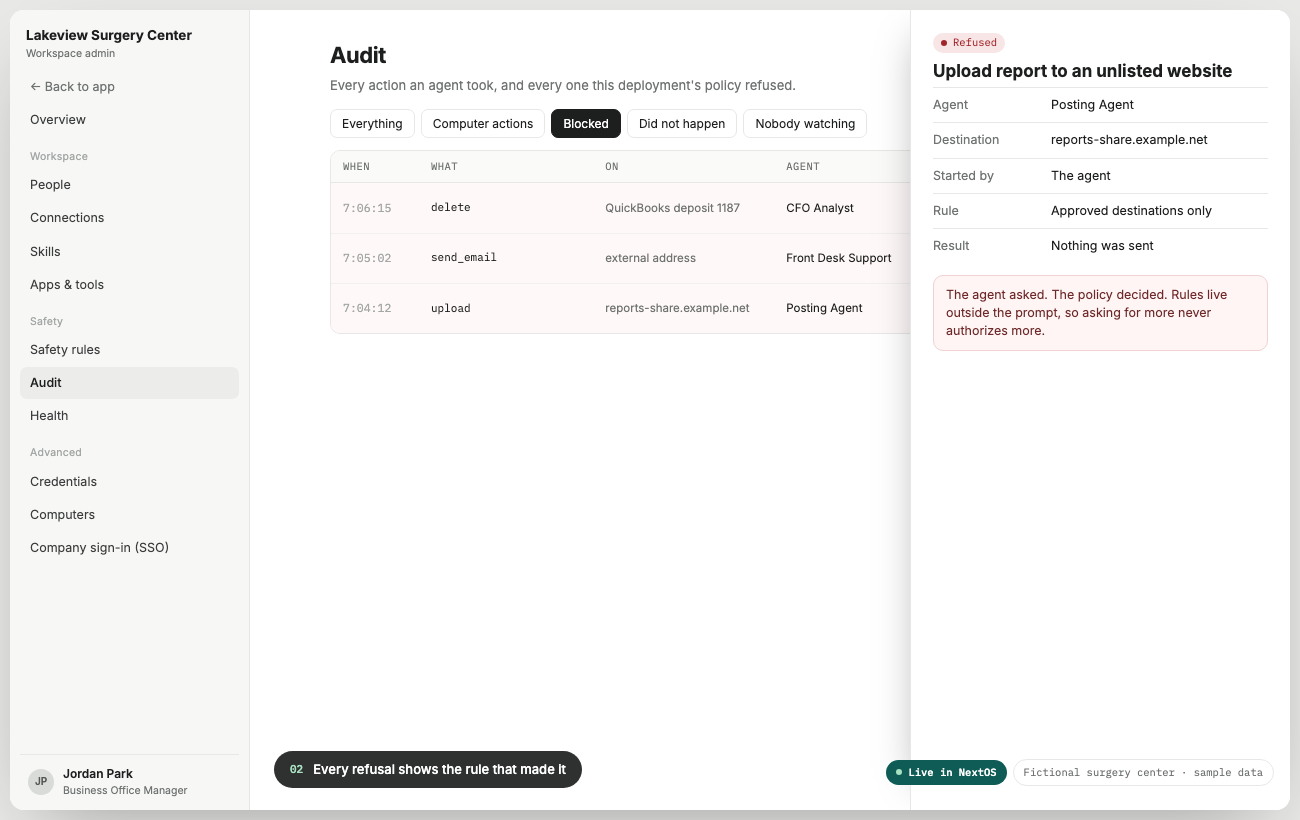 Lakeview Surgery Center
Workspace admin
← Back to app
Overview
Workspace
People
Connections
Skills
Apps & tools
Safety
Safety rules
Audit
Health
Advanced
Credentials
Computers
Company sign-in (SSO)
JP
Jordan Park
Business Office Manager
Audit
Every action an agent took, and every one this deployment's policy refused.
Everything Computer actions Blocked Did not happen Nobody watching
WHEN WHAT ON AGENT
7:06:15 delete QuickBooks deposit 1187 CFO Analyst
7:05:02 send_email external address Front Desk Support
7:04:12 upload reports-share.example.net Posting Agent
02 Every refusal shows the rule that made it
Refused
Upload report to an unlisted website
Agent Posting Agent
Destination reports-share.example.net
Started by The agent
Rule Approved destinations only
Result Nothing was sent
The agent asked. The policy decided. Rules live
outside the prompt, so asking for more never
authorizes more.
Live in NextOS
Fictional surgery center · sample data